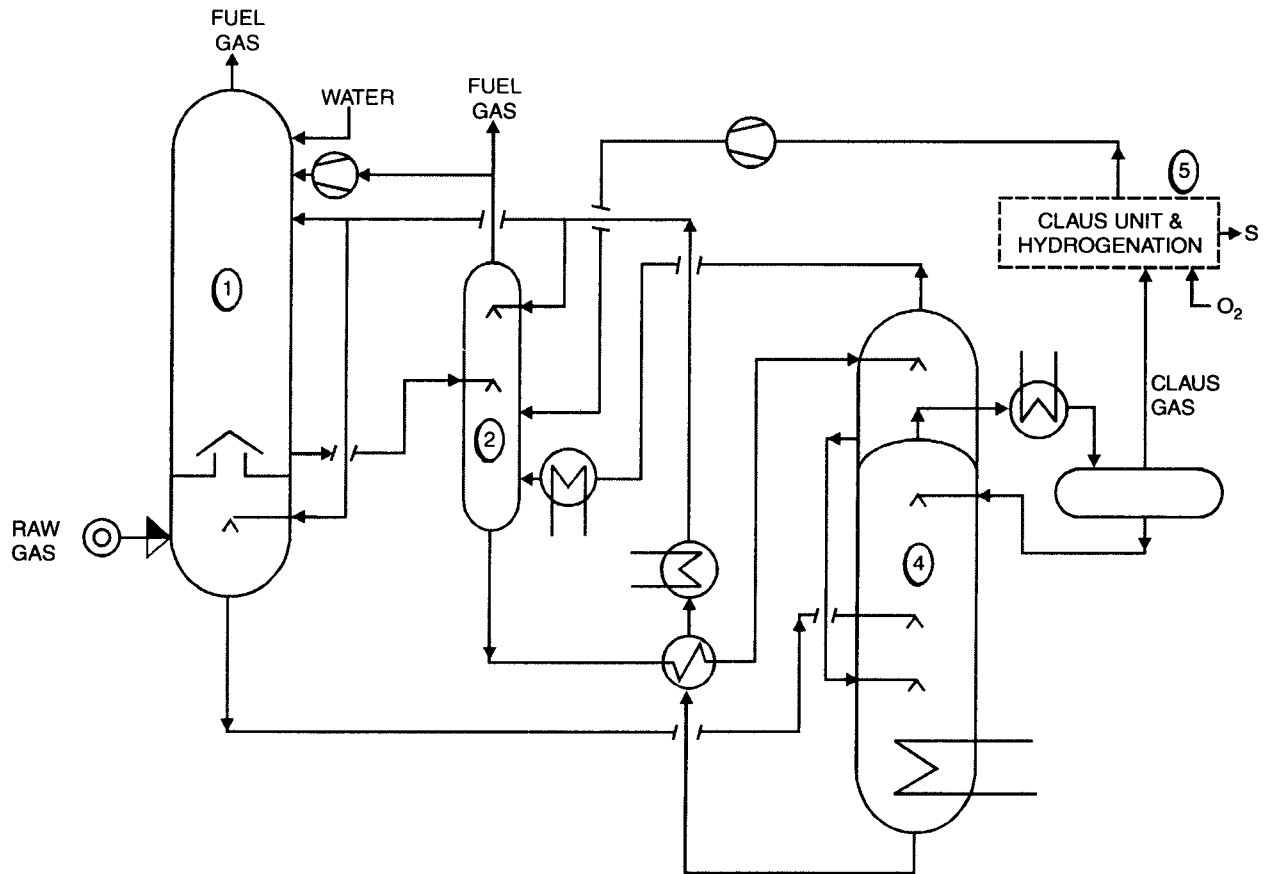 FUEL
GAS
WATER
FUEL
GAS
5
CLAUS UNIT &
HYDROGENATION
S
O2
1
CLAUS
GAS
2
RAW
GAS
4